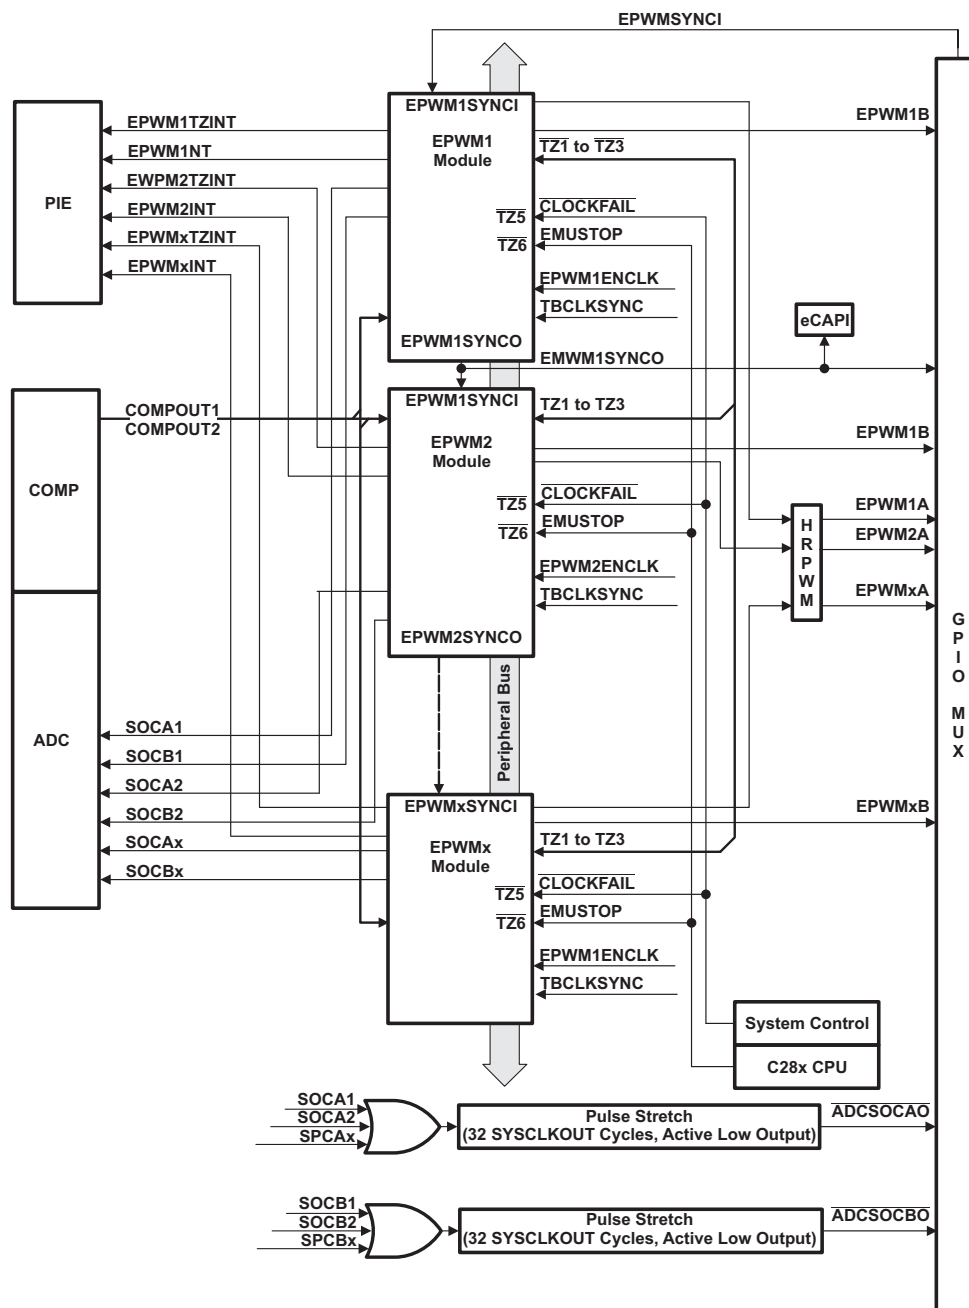 EPWMSYNCI
EPWM1SYNCI
EPWM1B
EPWM1TZINT
EPWM1
Module
TZ1 to TZ3
EPWM1NT
EWPM2TZINT
PIE
TZ5
CLOCKFAIL
EPWM2INT
TZ6
EMUSTOP
EPWMxTZINT
EPWMxINT
EPWM1ENCLK
TBCLKSYNC
eCAPI
EPWM1SYNCO
EMWM1SYNCO
EPWM1SYNCI
COMPOUT1
COMPOUT2
TZ1 to TZ3
EPWM1B
EPWM2
Module
COMP
TZ5
CLOCKFAIL
EPWM1A
TZ6
EMUSTOP
HRPWM
EPWM2A
EPWM2ENCLK
TBCLKSYNC
EPWMxA
EPWM2SYNCO
GPIO MUX
Peripheral Bus
ADC
SOCA1
SOCB1
SOCA2
SOCB2
SOCAx
SOCBx
EPWMxSYNCI
EPWMxB
EPWMx
Module
TZ1 to TZ3
TZ5
CLOCKFAIL
TZ6
EMUSTOP
EPWM1ENCLK
TBCLKSYNC
System Control
C28x CPU
SOCA1
SOCA2
SPCAx
Pulse Stretch
(32 SYSCLKOUT Cycles, Active Low Output)
ADCSOCAO
SOCB1
SOCB2
SPCBx
Pulse Stretch
(32 SYSCLKOUT Cycles, Active Low Output)
ADCSOCBO